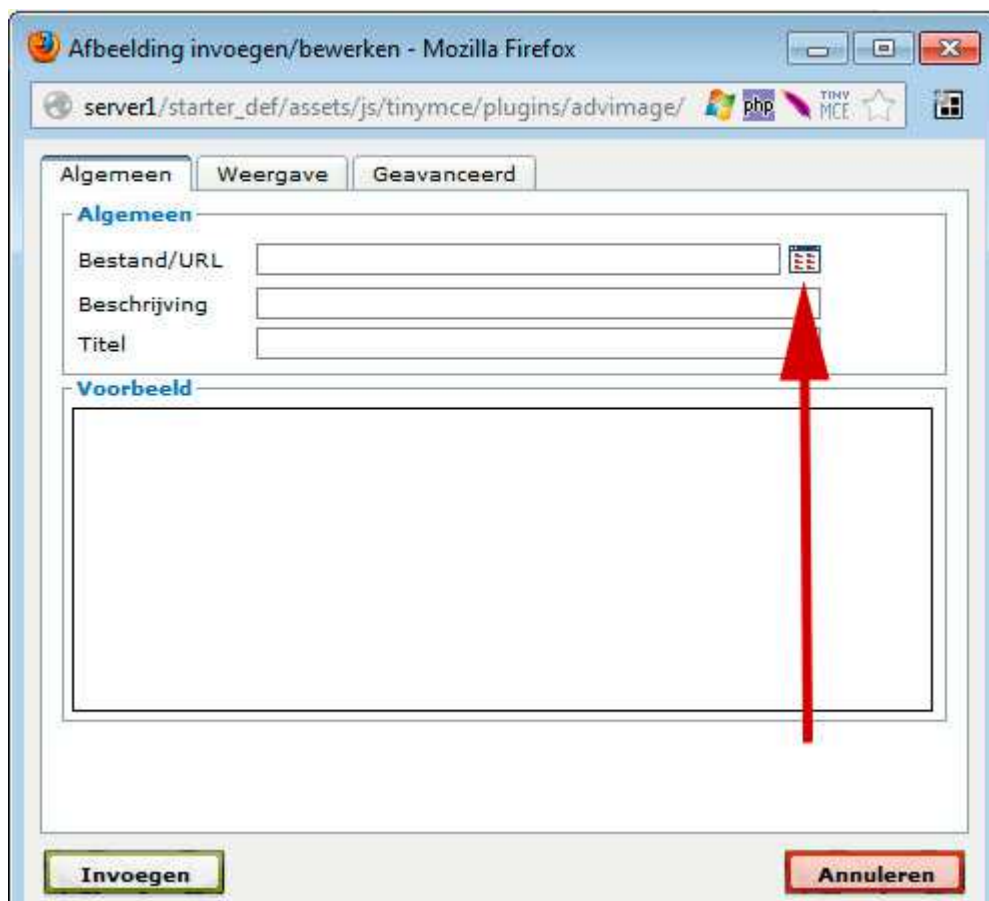 Afbeelding invoegen/bewerken - Mozilla Firefox
server1/starter_def/assets/js/tinymce/plugins/advimage/ php TINY MCE
Algemeen Weergave Geavanceerd
Algemeen
Bestand/URL
Beschrijving
Titel
Voorbeeld
Invoegen Annuleren